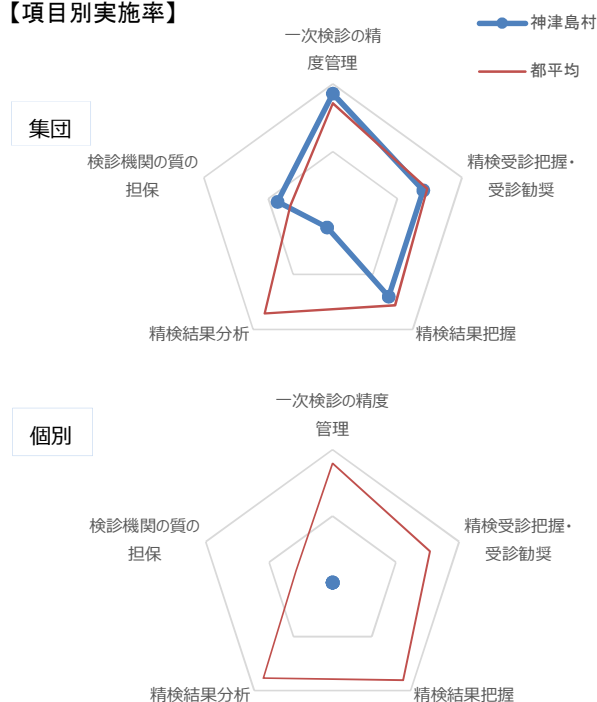 【項目別実施率】
神津島村
都平均
集団
一次検診の精
度管理
精検受診把握・
受診勧奨
精検結果把握
精検結果分析
検診機関の質の
担保
個別
一次検診の精度
管理
精検受診把握・
受診勧奨
精検結果把握
精検結果分析
検診機関の質の
担保